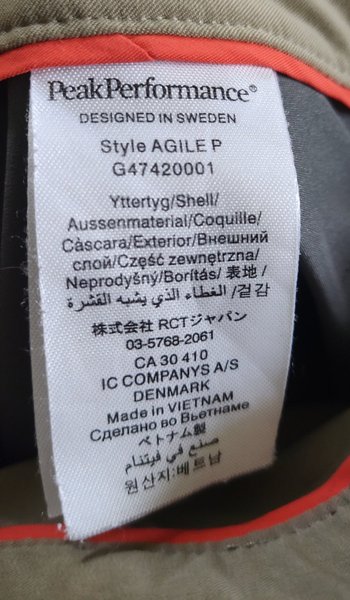 PeakPerformance®
DESIGNED IN SWEDEN
Style AGILE P
G47420001
Yttertyg/Shell/
Aussenmaterial/Coquille/
Càscara/Exterior/Внешний
слой/Część zewnętrzna/
Neprodyšný/Borítás/表地/
겉감/ الغطاء الذي يشبه القشرة
株式会社 RCTジャパン
03-5768-2061
CA 30 410
IC COMPANYS A/S
DENMARK
Made in VIETNAM
Сделано во Вьетнаме
ベトナム製
صنع في فيتنام
원산지:베트남